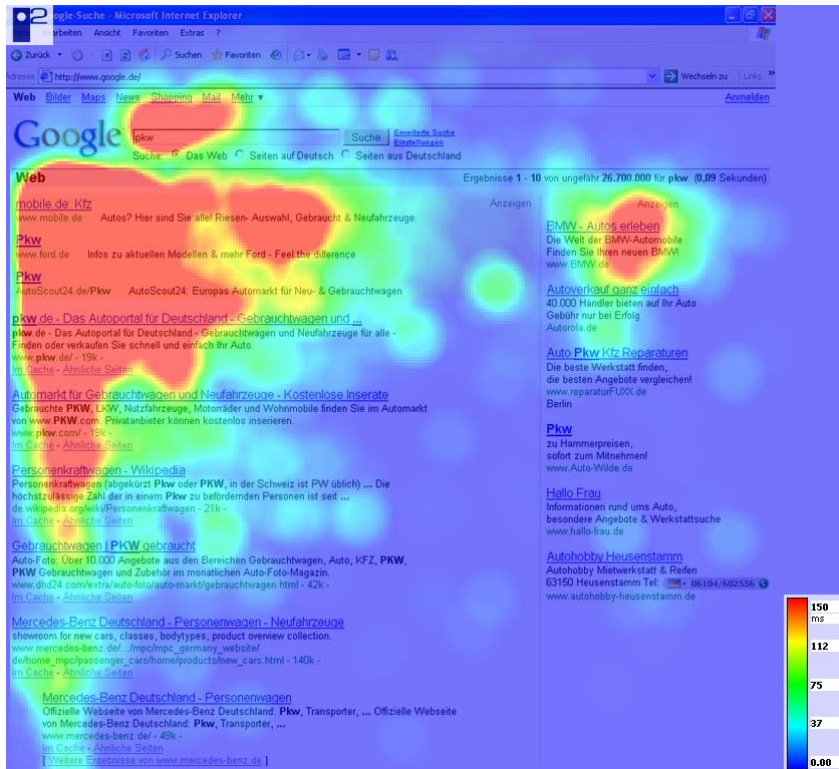 oogle-Suche - Microsoft Internet Explorer
Bearbeiten Ansicht Favoriten Extras ?
Zurück Suchen Favoriten
Adresse http://www.google.de/ Wechseln zu Links »
Web Bilder Maps News Shopping Mail Mehr ▼ Anmelden
Google pkw Suche Erweiterte Suche
Einstellungen
Suche: Das Web Seiten auf Deutsch Seiten aus Deutschland
Web Ergebnisse 1 - 10 von ungefähr 26.700.000 für pkw. (0,09 Sekunden)
mobile.de: Kfz Anzeigen
www.mobile.de Autos? Hier sind Sie alle! Riesen- Auswahl, Gebraucht & Neufahrzeuge.
Pkw
www.ford.de Infos zu aktuellen Modellen & mehr Ford - Feel the difference
Pkw
AutoScout24.de/Pkw AutoScout24: Europas Automarkt für Neu- & Gebrauchtwagen
pkw.de - Das Autoportal für Deutschland - Gebrauchtwagen und ...
pkw.de - Das Autoportal für Deutschland - Gebrauchtwagen und Neufahrzeuge für alle -
Finden oder verkaufen Sie schnell und einfach Ihr Auto.
www.pkw.de/ - 19k -
Im Cache - Ähnliche Seiten
Automarkt für Gebrauchtwagen und Neufahrzeuge - Kostenlose Inserate
Gebrauchte PKW, LKW, Nutzfahrzeuge, Motorräder und Wohnmobile finden Sie im Automarkt
von www.PKW.com. Privatanbieter können kostenlos inserieren.
www.pkw.com/ - 19k -
Im Cache - Ähnliche Seiten
Personenkraftwagen - Wikipedia
Personenkraftwagen (abgekürzt Pkw oder PKW, in der Schweiz ist PW üblich) ... Die
höchstzulässige Zahl der in einem Pkw zu befördernden Personen ist seit ...
de.wikipedia.org/wiki/Personenkraftwagen - 21k -
Im Cache - Ähnliche Seiten
Gebrauchtwagen | PKW gebraucht
Auto-Foto: Über 10.000 Angebote aus den Bereichen Gebrauchtwagen, Auto, KFZ, PKW,
PKW Gebrauchtwagen und Zubehör im monatlichen Auto-Foto-Magazin.
www.dhd24.com/extra/auto-foto/auto-markt/gebrauchtwagen.html - 42k -
Im Cache - Ähnliche Seiten
Mercedes-Benz Deutschland - Personenwagen - Neufahrzeuge
showroom for new cars, classes, bodytypes, product overview collection.
www.mercedes-benz.de/.../mpc/mpc_germany_website/
de/home_mpc/passenger_cars/home/products/new_cars.html - 140k -
Im Cache - Ähnliche Seiten
Mercedes-Benz Deutschland - Personenwagen
Offizielle Webseite von Mercedes-Benz Deutschland: Pkw, Transporter, ... Offizielle Webseite
von Mercedes-Benz Deutschland: Pkw, Transporter, ...
www.mercedes-benz.de/ - 49k -
Im Cache - Ähnliche Seiten
[ Weitere Ergebnisse von www.mercedes-benz.de ]
Anzeigen
BMW - Autos erleben
Die Welt der BMW-Automobile
Finden Sie Ihren neuen BMW!
www.BMW.de
Autoverkauf ganz einfach
40.000 Händler bieten auf Ihr Auto
Gebühr nur bei Erfolg
Autorola.de
Auto Pkw Kfz Reparaturen
Die beste Werkstatt finden,
die besten Angebote vergleichen!
www.reparaturFUXX.de
Berlin
Pkw
zu Hammerpreisen,
sofort zum Mitnehmen!
www.Auto-Wilde.de
Hallo Frau
Informationen rund ums Auto,
besondere Angebote & Werkstattsuche
www.hallo-frau.de
Autohobby Heusenstamm
Autohobby Mietwerkstatt & Reifen
63150 Heusenstamm Tel: 06104/602556
www.autohobby-heusenstamm.de
150
ms
112
75
37
0.00